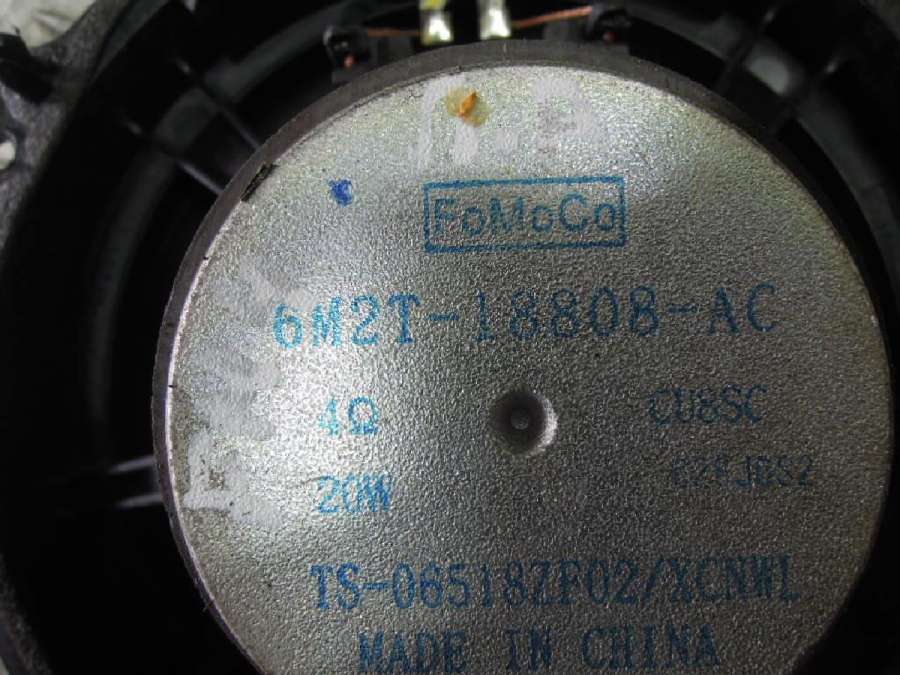 FoMoCo
6M2T-18808-AC
4Ω CU8SC
20W
TS-06518ZF02/XCNWL
MADE IN CHINA